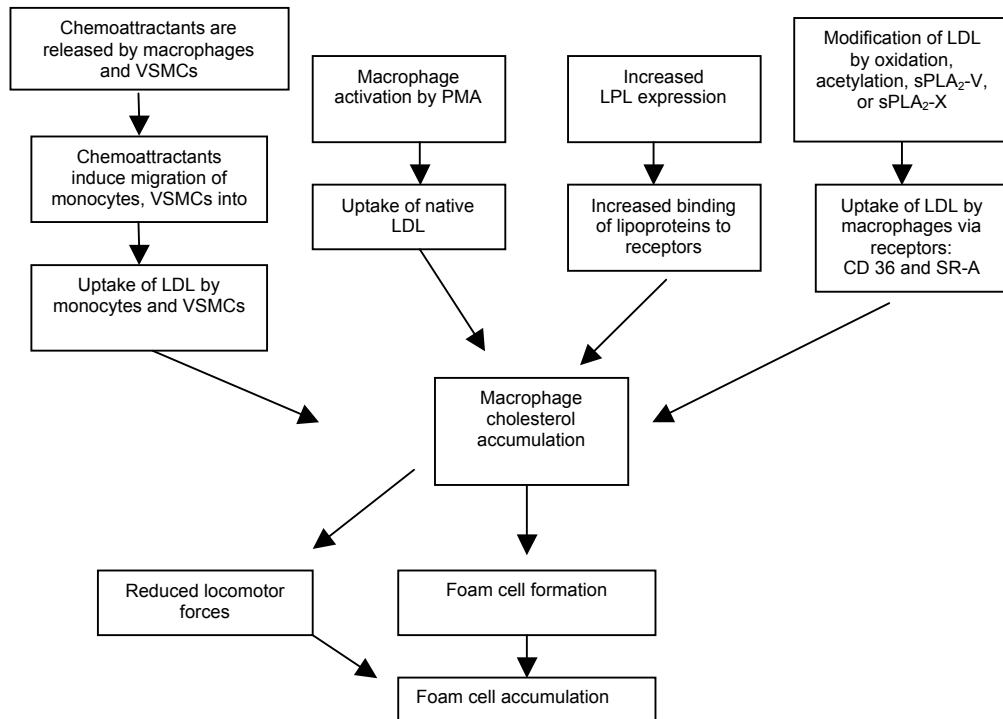 Chemoattractants are
released by macrophages
and VSMCs
Macrophage
activation by PMA
Increased
LPL expression
Modification of LDL
by oxidation,
acetylation, sPLA₂-V,
or sPLA₂-X
Chemoattractants
induce migration of
monocytes, VSMCs into
Uptake of native
LDL
Increased binding
of lipoproteins to
receptors
Uptake of LDL by
macrophages via
receptors:
CD 36 and SR-A
Uptake of LDL by
monocytes and VSMCs
Macrophage
cholesterol
accumulation
Reduced locomotor
forces
Foam cell formation
Foam cell accumulation